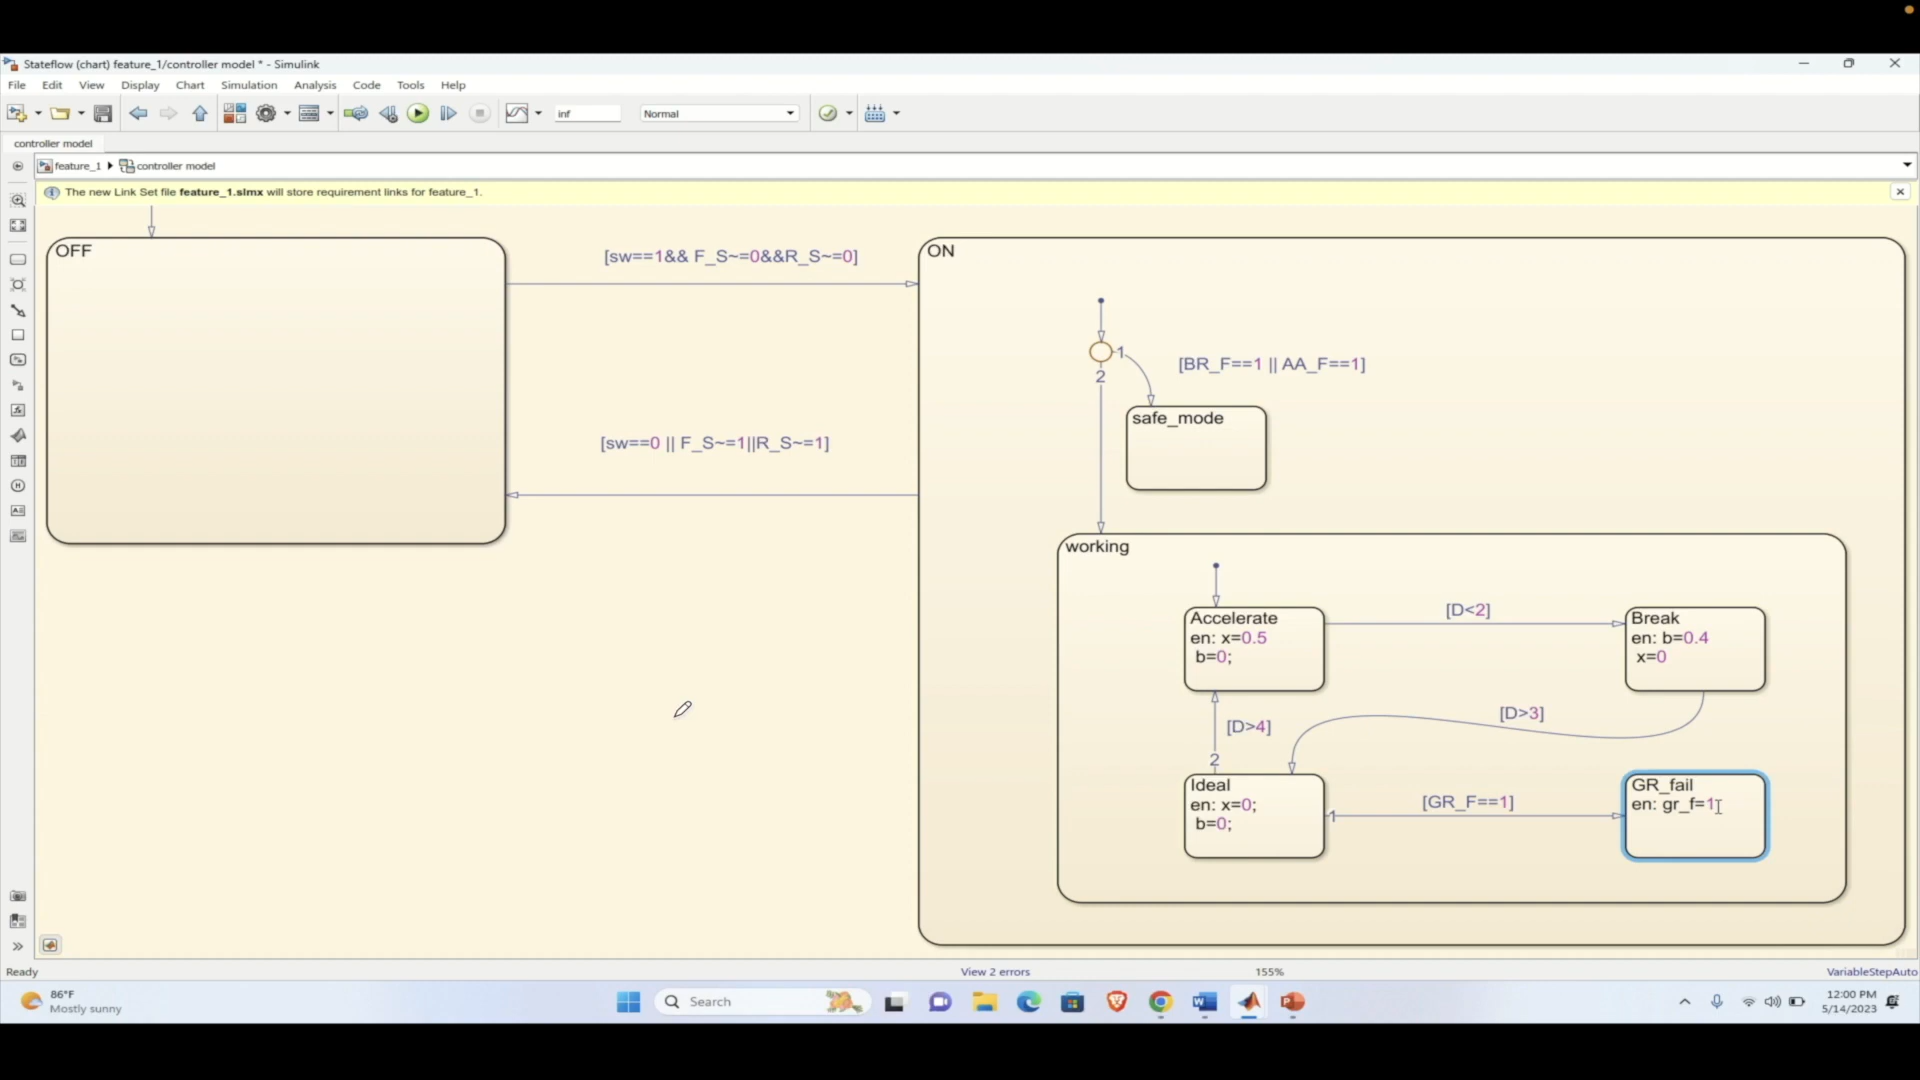 Stateflow (chart) feature_1/controller model * - Simulink
File Edit View Display Chart Simulation Analysis Code Tools Help
inf Normal
controller model
feature_1 controller model
The new Link Set file feature_1.slmx will store requirement links for feature_1.
OFF
[sw==1&& F_S~=0&&R_S~=0]
ON
1
2
[BR_F==1 || AA_F==1]
safe_mode
[sw==0 || F_S~=1||R_S~=1]
working
Accelerate
en: x=0.5
b=0;
[D<2]
Break
en: b=0.4
x=0
[D>3]
[D>4]
2
Ideal
en: x=0;
b=0;
1
[GR_F==1]
GR_fail
en: gr_f=1
Ready
View 2 errors
155%
VariableStepAuto
86°F
Mostly sunny
Search
12:00 PM
5/14/2023